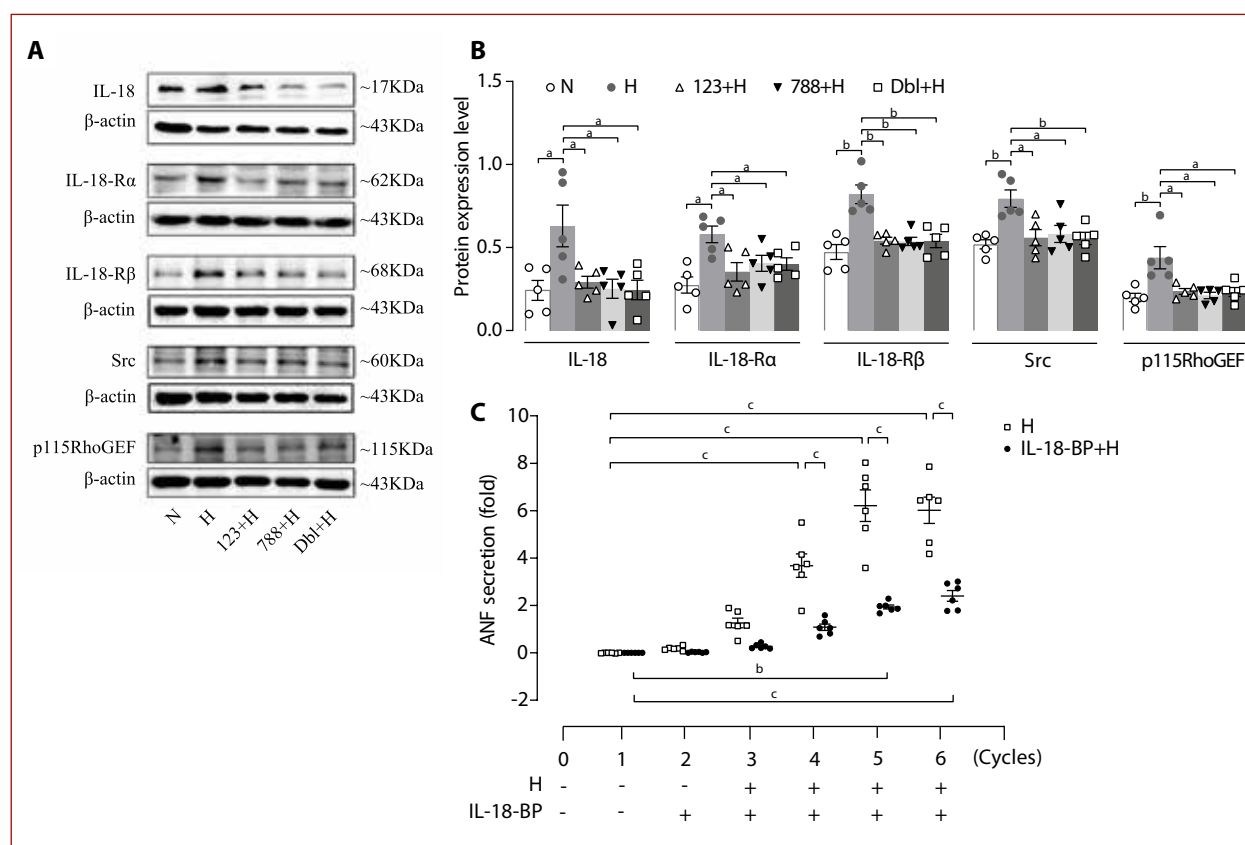 A
IL-18
~17KDa
β-actin
~43KDa
IL-18-Rα
~62KDa
β-actin
~43KDa
IL-18-Rβ
~68KDa
β-actin
~43KDa
Src
~60KDa
β-actin
~43KDa
p115RhoGEF
~115KDa
β-actin
~43KDa
N H 123+H 788+H Dbl+H
B
Protein expression level
1.5
1.0
0.5
0.0
N H 123+H 788+H Dbl+H
a a a a
a a a a
b b b b
b a a b
b a a a
IL-18 IL-18-Rα IL-18-Rβ Src p115RhoGEF
C
ANF secretion (fold)
10
8
6
4
2
0
-2
H
IL-18-BP+H
c c
c c
c c
b
c
0 1 2 3 4 5 6 (Cycles)
H - - - + + + +
IL-18-BP - - + + + + +